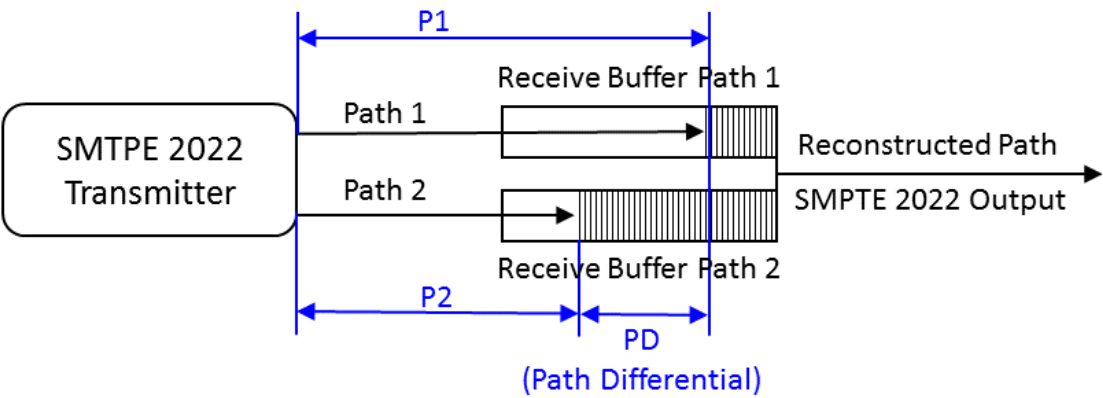 P1
Receive Buffer Path 1
Path 1
SMTPE 2022
Transmitter
Reconstructed Path
Path 2
SMPTE 2022 Output
Receive Buffer Path 2
P2
PD
(Path Differential)